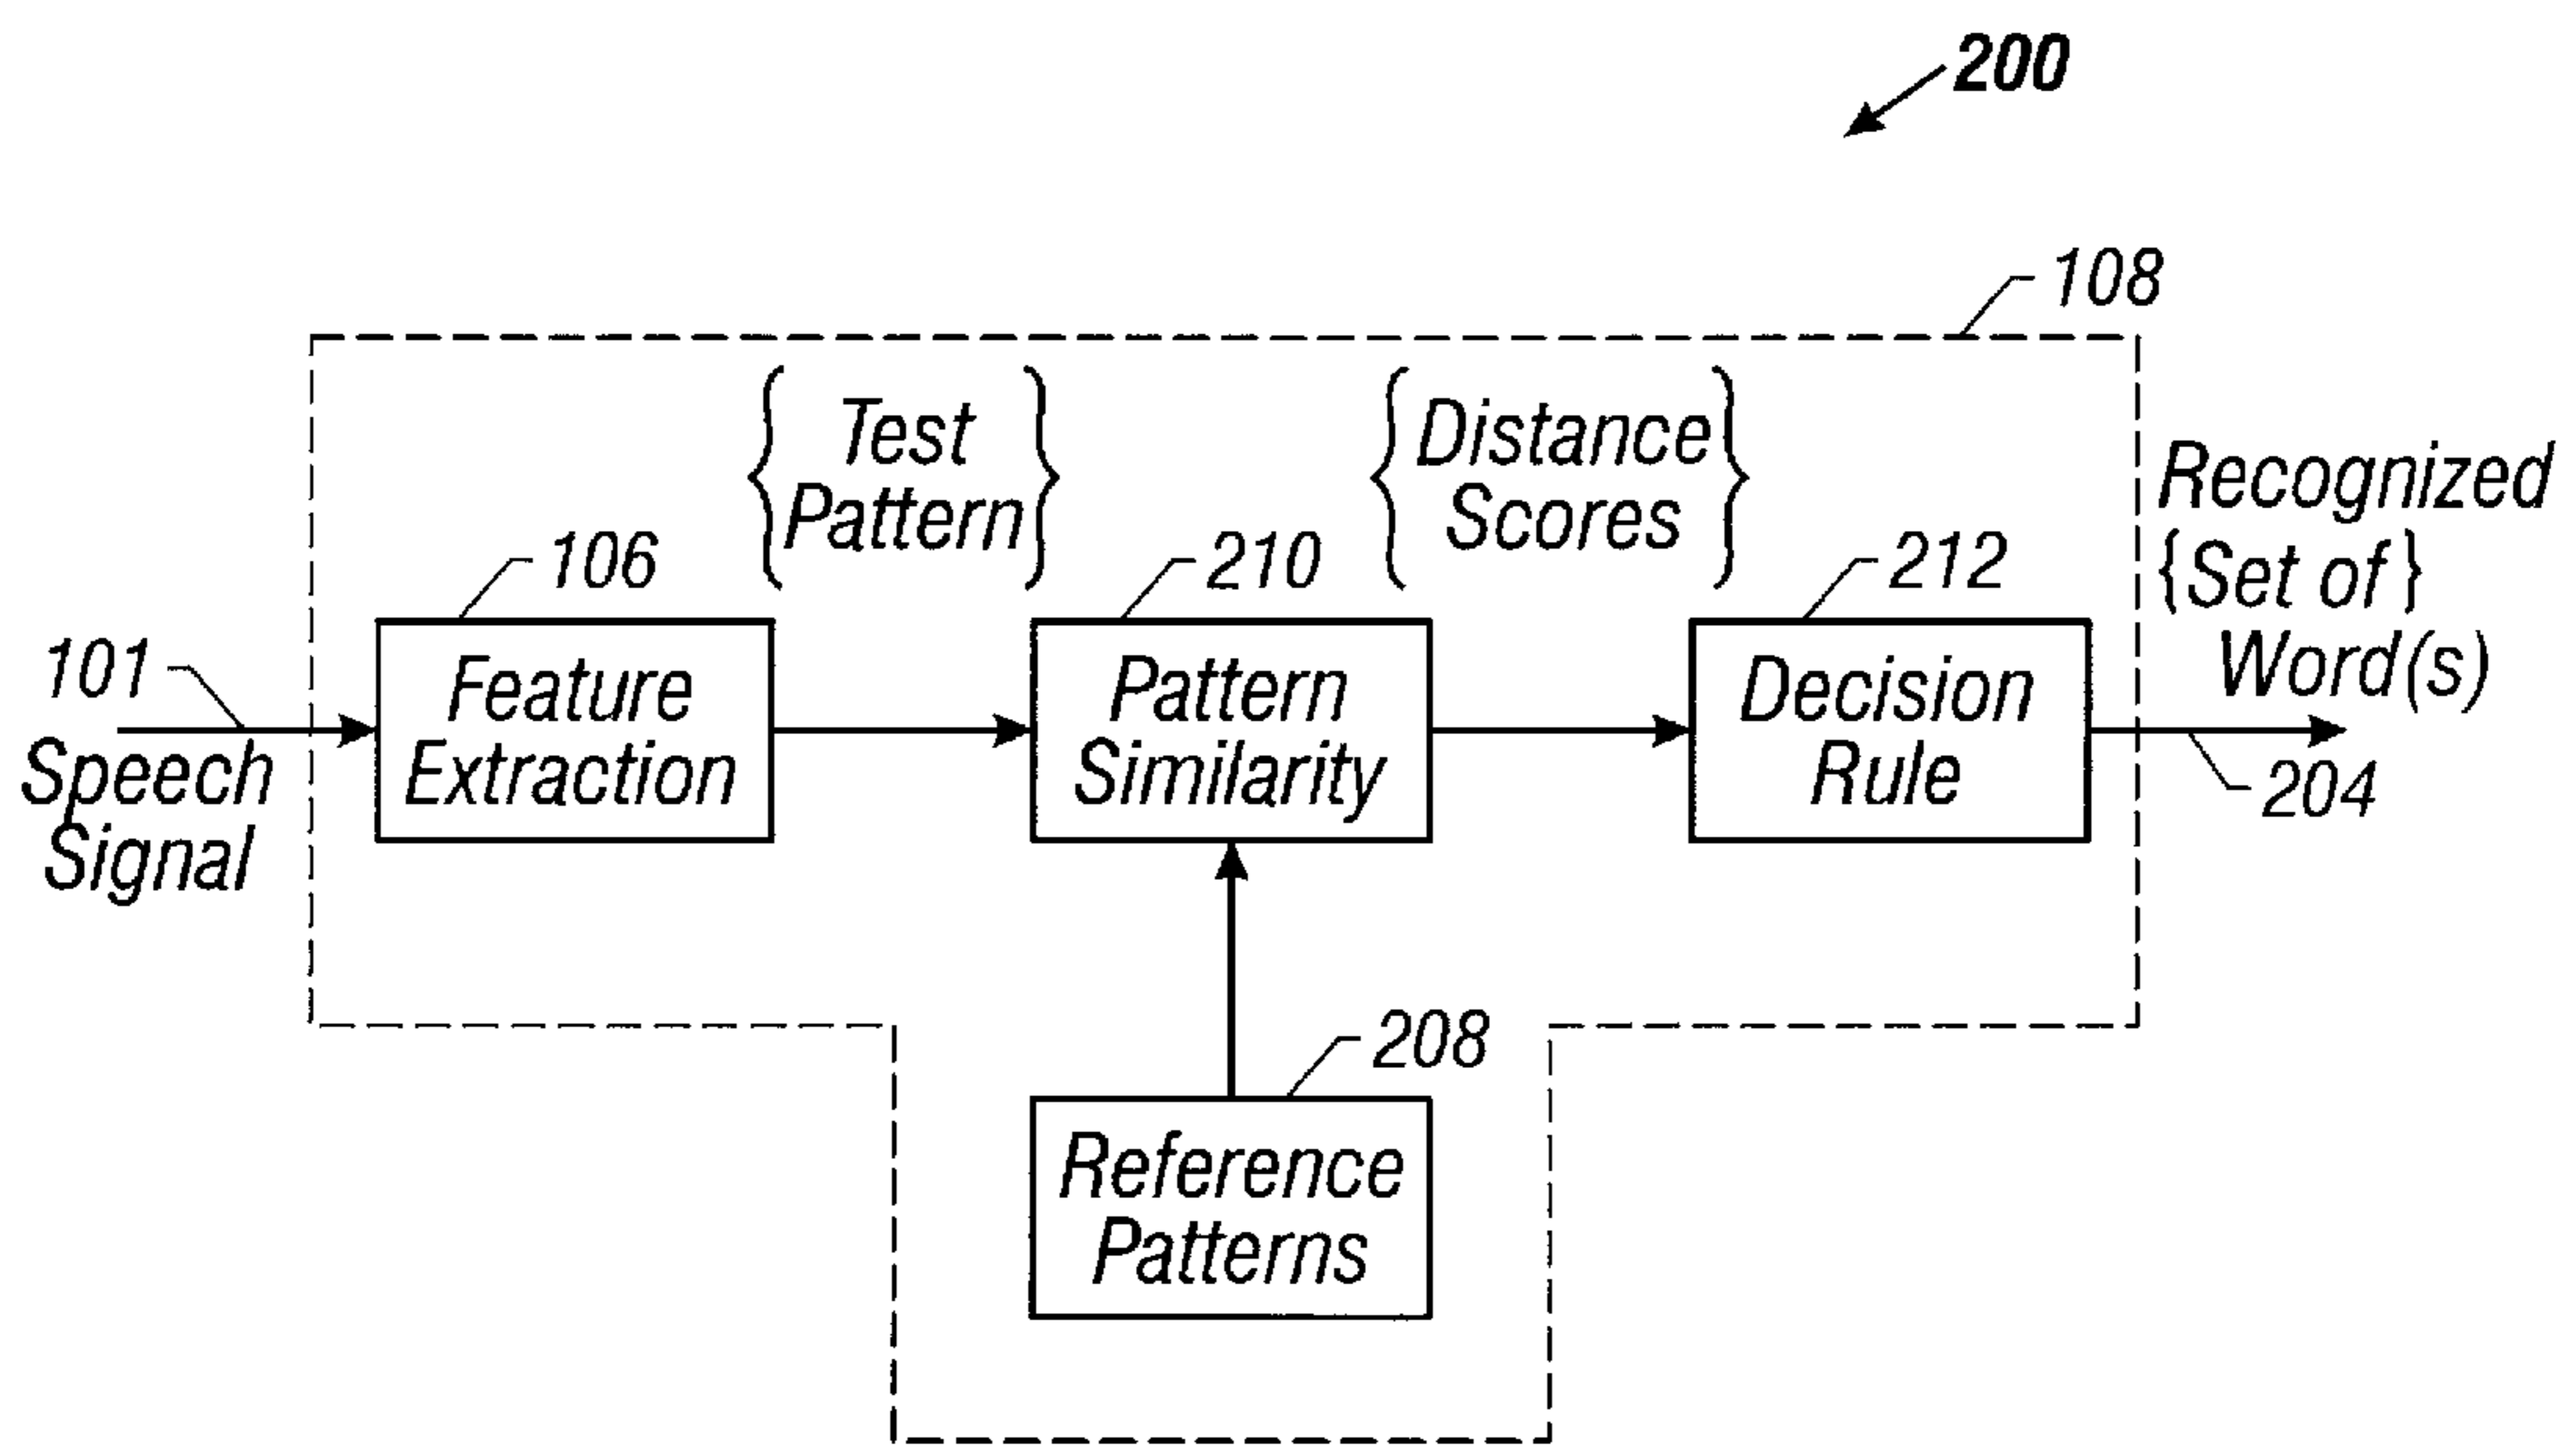 200
108
Test
Pattern
Distance
Scores
Recognized
{Set of}
Word(s)
106
210
212
101
Speech
Signal
Feature
Extraction
Pattern
Similarity
Decision
Rule
204
208
Reference
Patterns